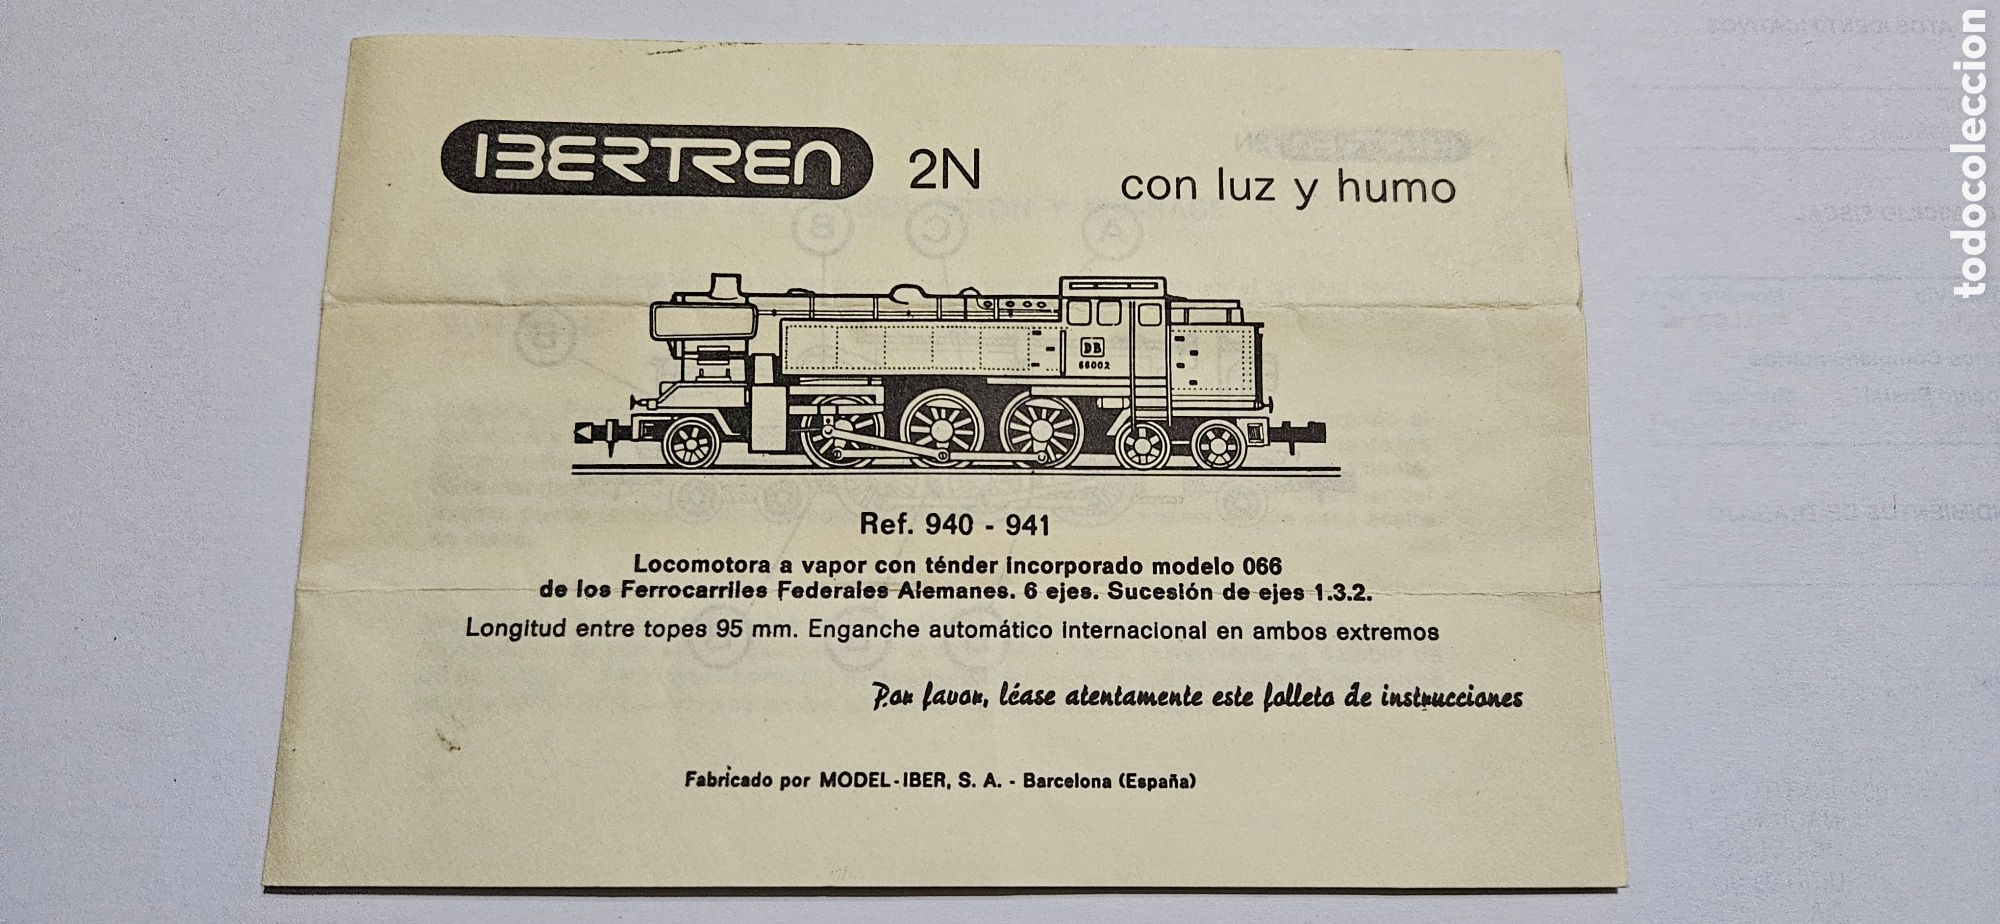 IBERTREN 2N con luz y humo
DB
66002
Ref. 940 - 941
Locomotora a vapor con ténder incorporado modelo 066
de los Ferrocarriles Federales Alemanes. 6 ejes. Sucesión de ejes 1.3.2.
Longitud entre topes 95 mm. Enganche automático internacional en ambos extremos
Por favor, léase atentamente este folleto de instrucciones
Fabricado por MODEL-IBER, S. A. - Barcelona (España)
todocoleccion